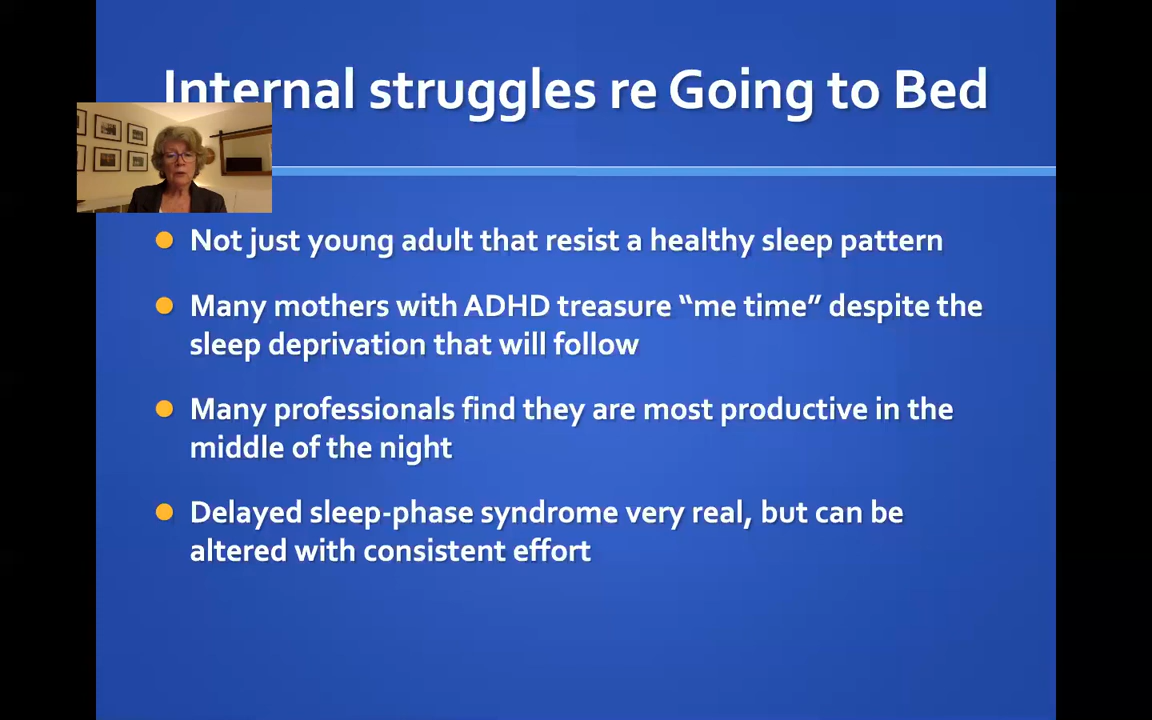 Internal struggles re Going to Bed
Not just young adult that resist a healthy sleep pattern
Many mothers with ADHD treasure “me time” despite the
sleep deprivation that will follow
Many professionals find they are most productive in the
middle of the night
Delayed sleep-phase syndrome very real, but can be
altered with consistent effort